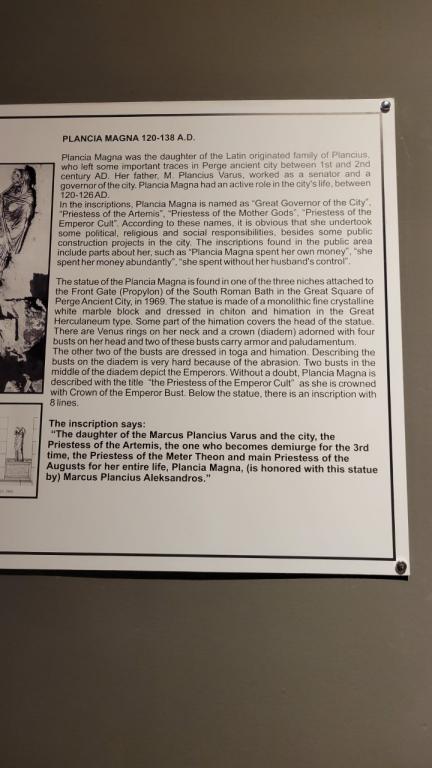 PLANCIA MAGNA 120-138 A.D.
Plancia Magna was the daughter of the Latin originated family of Plancius,
who left some important traces in Perge ancient city between 1st and 2nd
century AD. Her father, M. Plancius Varus, worked as a senator and a
governor of the city. Plancia Magna had an active role in the city's life, between
120-126AD.
In the inscriptions, Plancia Magna is named as "Great Governor of the City",
"Priestess of the Artemis", "Priestess of the Mother Gods", "Priestess of the
Emperor Cult". According to these names, it is obvious that she undertook
some political, religious and social responsibilities, besides some public
construction projects in the city. The inscriptions found in the public area
include parts about her, such as "Plancia Magna spent her own money", "she
spent her money abundantly", "she spent without her husband's control".
The statue of the Plancia Magna is found in one of the three niches attached to
the Front Gate (Propylon) of the South Roman Bath in the Great Square of
Perge Ancient City, in 1969. The statue is made of a monolithic fine crystalline
white marble block and dressed in chiton and himation in the Great
Herculaneum type. Some part of the himation covers the head of the statue.
There are Venus rings on her neck and a crown (diadem) adorned with four
busts on her head and two of these busts carry armor and paludamentum.
The other two of the busts are dressed in toga and himation. Describing the
busts on the diadem is very hard because of the abrasion. Two busts in the
middle of the diadem depict the Emperors. Without a doubt, Plancia Magna is
described with the title "the Priestess of the Emperor Cult" as she is crowned
with Crown of the Emperor Bust. Below the statue, there is an inscription with
8 lines.
The inscription says:
"The daughter of the Marcus Plancius Varus and the city, the
Priestess of the Artemis, the one who becomes demiurge for the 3rd
time, the Priestess of the Meter Theon and main Priestess of the
Augusts for her entire life, Plancia Magna, (is honored with this statue
by) Marcus Plancius Aleksandros."